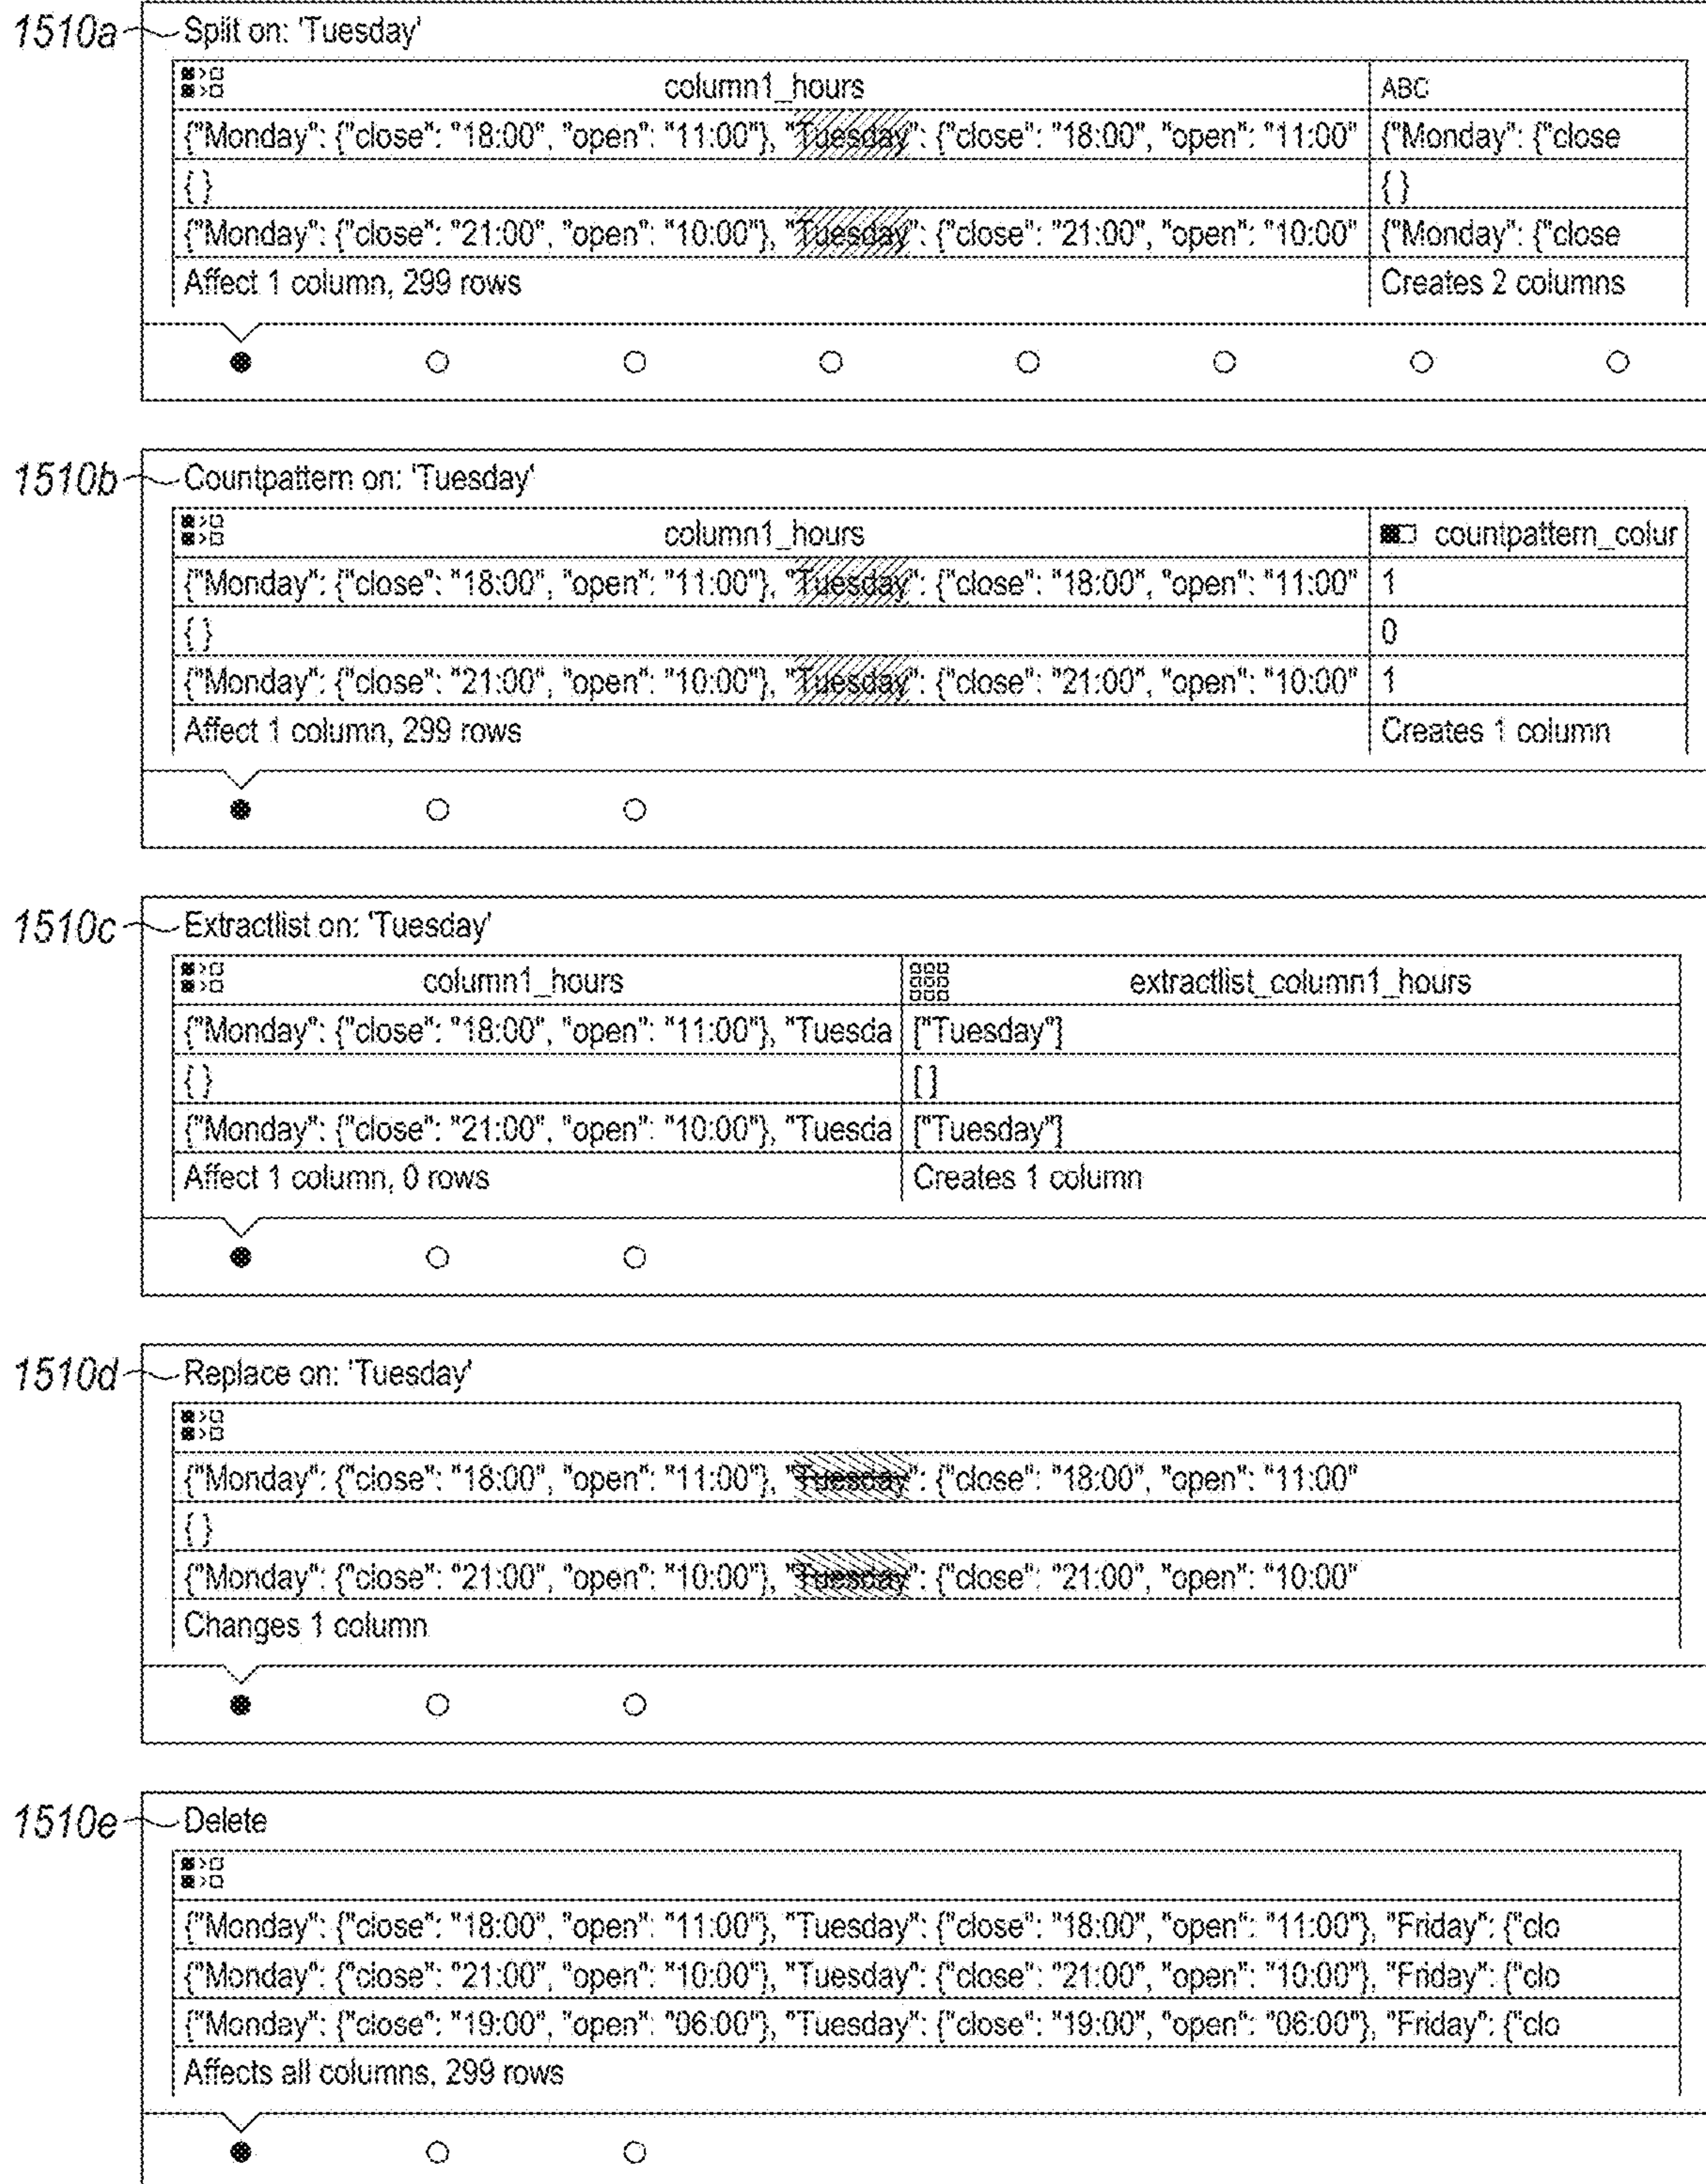 1510a Split on: 'Tuesday'
column1_hours ABC
{"Monday": {"close": "18:00", "open": "11:00"}, "Tuesday": {"close": "18:00", "open": "11:00" {"Monday": {"close
{ } { }
{"Monday": {"close": "21:00", "open": "10:00"}, "Tuesday": {"close": "21:00", "open": "10:00" {"Monday": {"close
Affect 1 column, 299 rows Creates 2 columns
1510b Countpattern on: 'Tuesday'
column1_hours countpattern_colur
{"Monday": {"close": "18:00", "open": "11:00"}, "Tuesday": {"close": "18:00", "open": "11:00" 1
{ } 0
{"Monday": {"close": "21:00", "open": "10:00"}, "Tuesday": {"close": "21:00", "open": "10:00" 1
Affect 1 column, 299 rows Creates 1 column
1510c Extractlist on: 'Tuesday'
column1_hours extractlist_column1_hours
{"Monday": {"close": "18:00", "open": "11:00"}, "Tuesda ["Tuesday"]
{ } [ ]
{"Monday": {"close": "21:00", "open": "10:00"}, "Tuesda ["Tuesday"]
Affect 1 column, 0 rows Creates 1 column
1510d Replace on: 'Tuesday'
{"Monday": {"close": "18:00", "open": "11:00"}, "Tuesday": {"close": "18:00", "open": "11:00"
{ }
{"Monday": {"close": "21:00", "open": "10:00"}, "Tuesday": {"close": "21:00", "open": "10:00"
Changes 1 column
1510e Delete
{"Monday": {"close": "18:00", "open": "11:00"}, "Tuesday": {"close": "18:00", "open": "11:00"}, "Friday": {"clo
{"Monday": {"close": "21:00", "open": "10:00"}, "Tuesday": {"close": "21:00", "open": "10:00"}, "Friday": {"clo
{"Monday": {"close": "19:00", "open": "06:00"}, "Tuesday": {"close": "19:00", "open": "06:00"}, "Friday": {"clo
Affects all columns, 299 rows